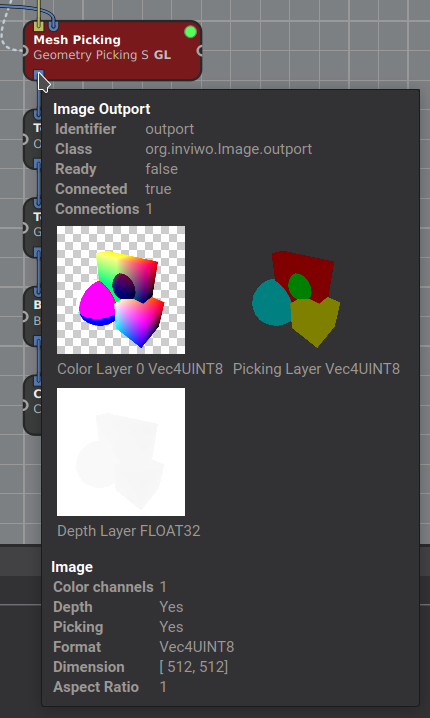 Mesh Picking
Geometry Picking S GL
Image Outport
Identifier outport
Class org.inviwo.Image.outport
Ready false
Connected true
Connections 1
Color Layer 0 Vec4UINT8 Picking Layer Vec4UINT8
Depth Layer FLOAT32
Image
Color channels 1
Depth Yes
Picking Yes
Format Vec4UINT8
Dimension [ 512, 512]
Aspect Ratio 1